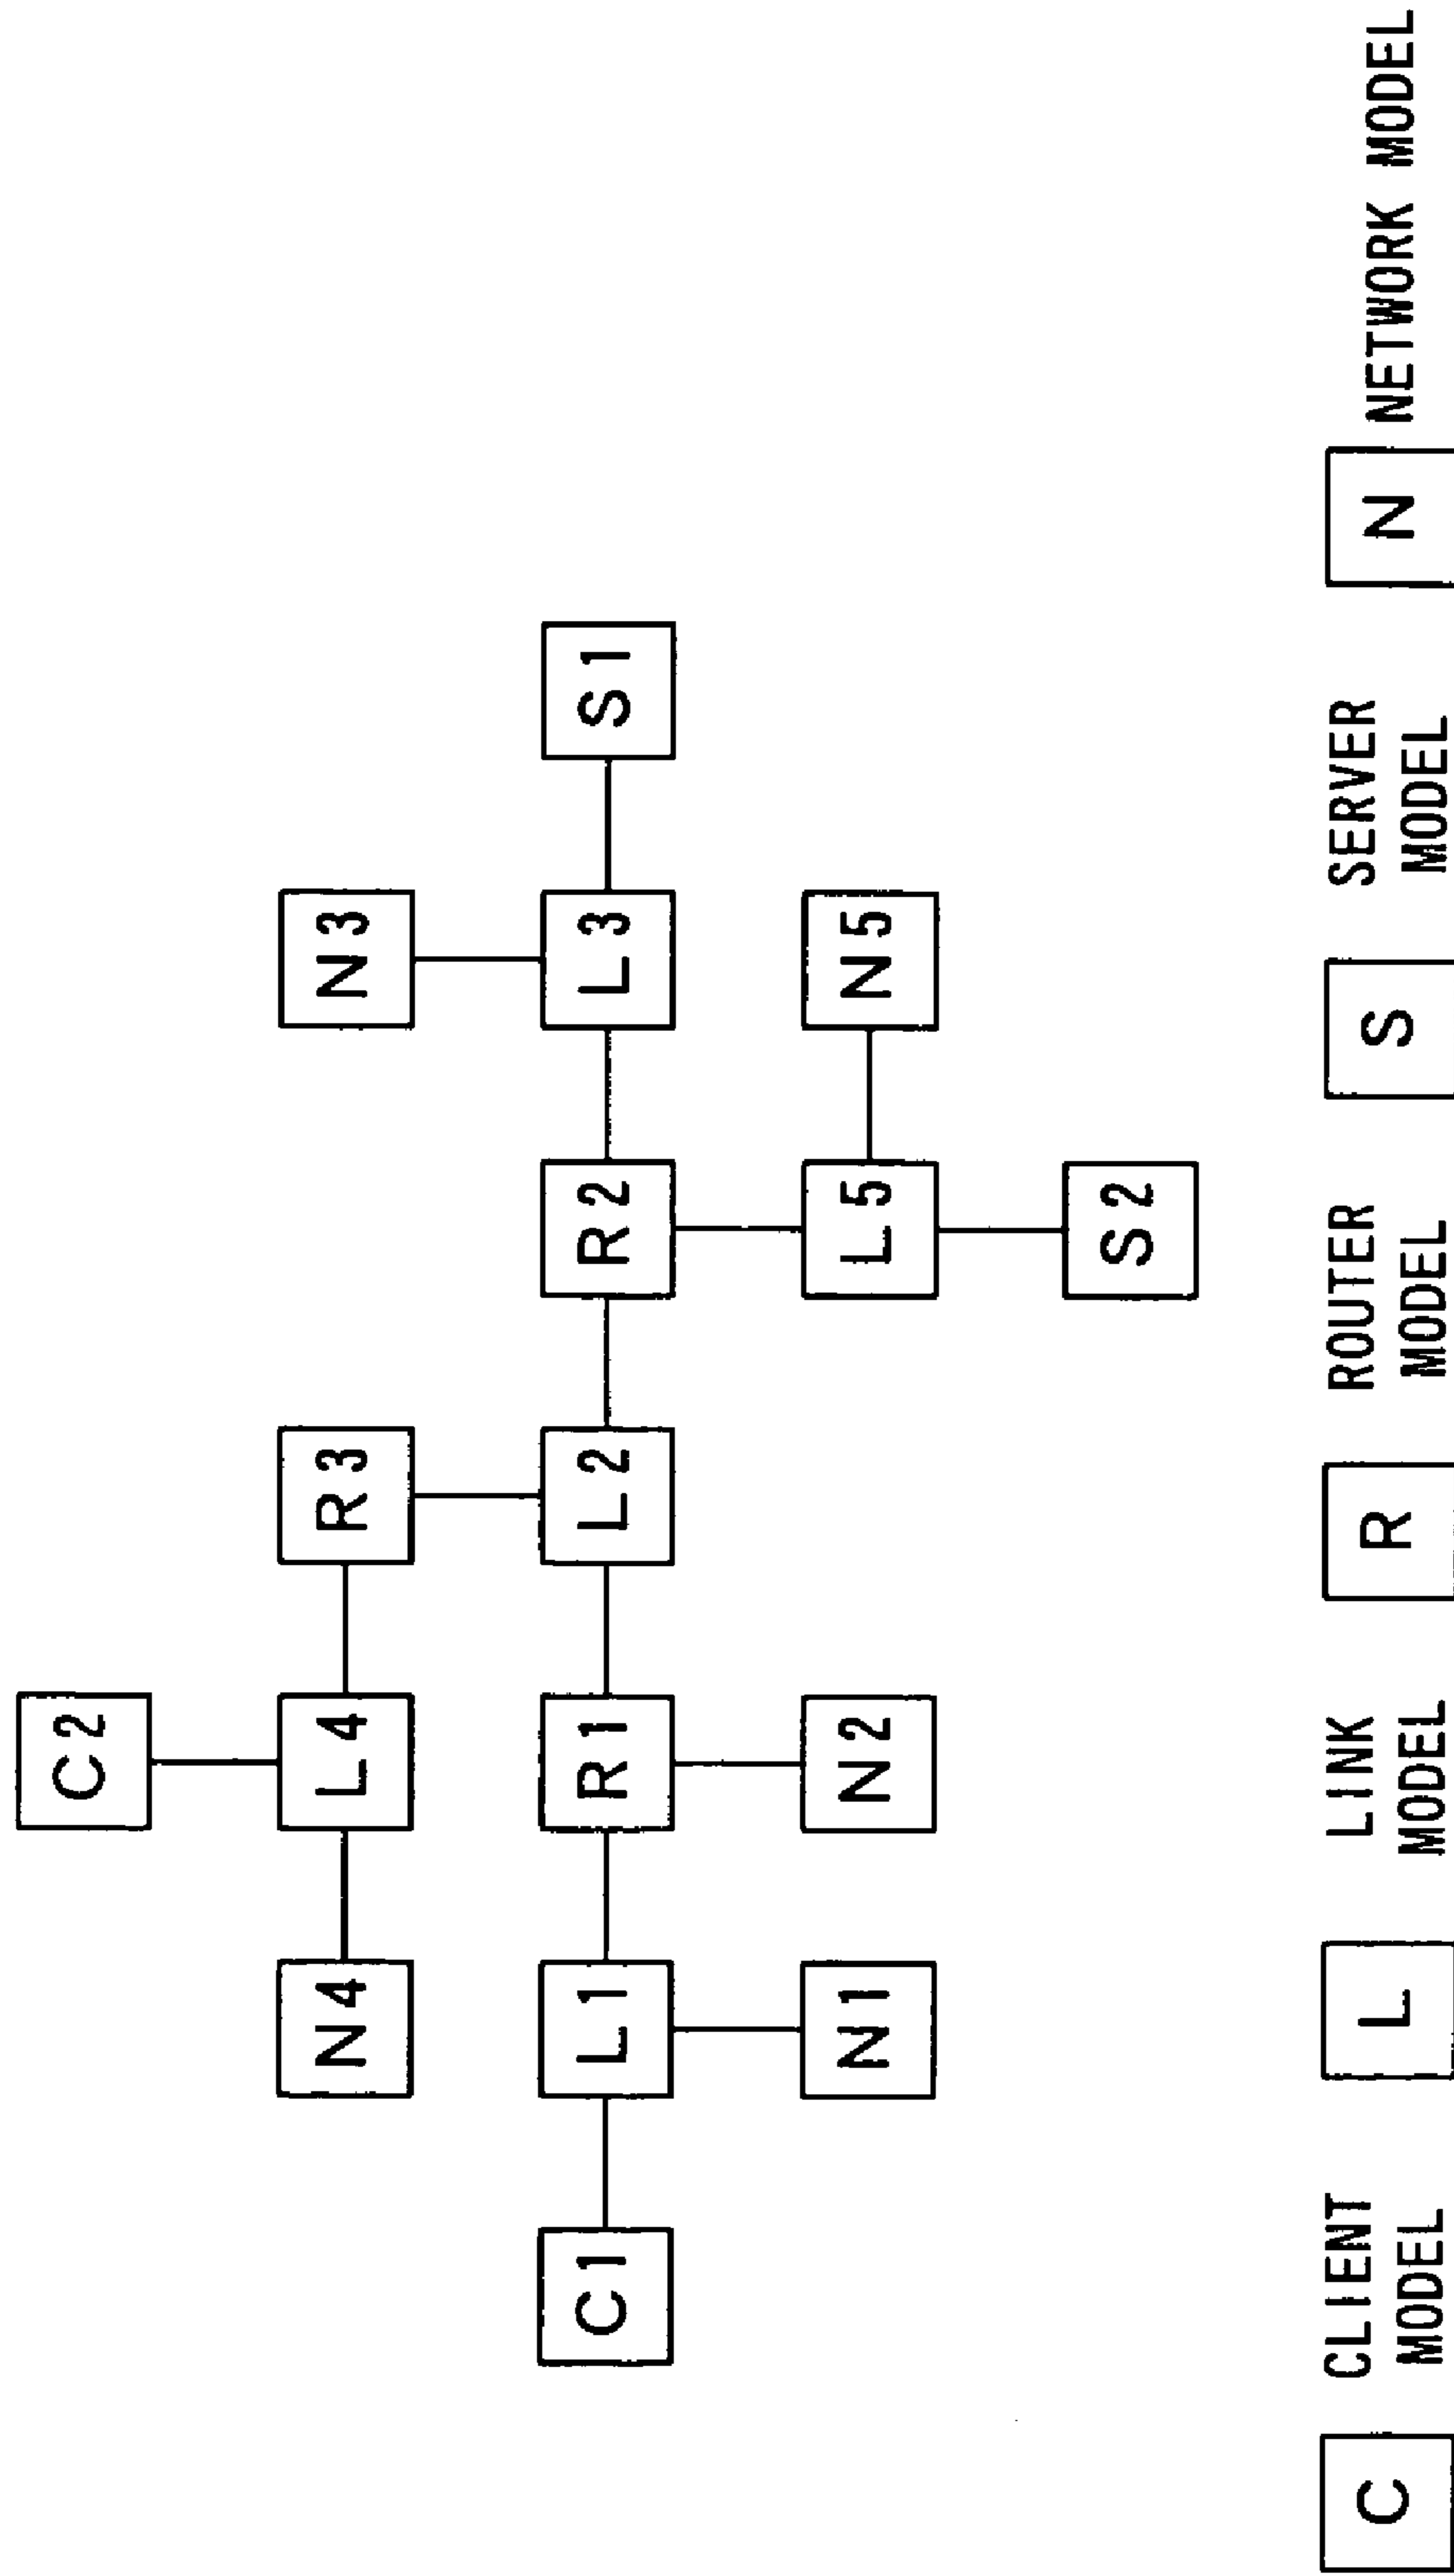 C2
N4 L4 R3 N3
C1 L1 R1 L2 R2 L3 S1
N1 N2 L5 N5
S2
C CLIENT MODEL
L LINK MODEL
R ROUTER MODEL
S SERVER MODEL
N NETWORK MODEL